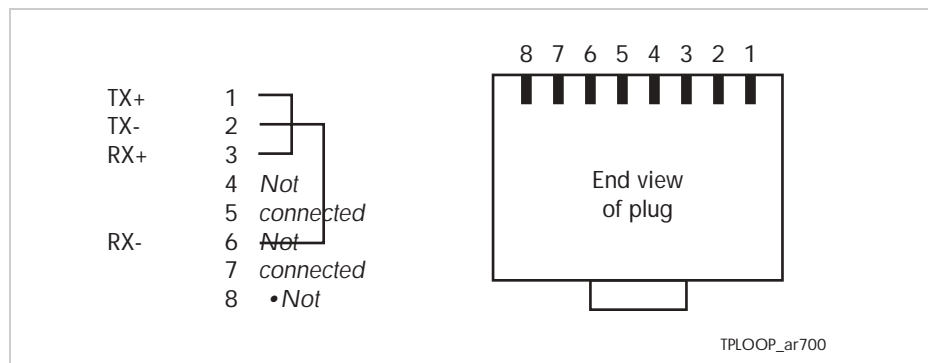 8 7 6 5 4 3 2 1
TX+ 1
TX- 2
RX+ 3
4 Not
5 connected
RX- 6 Not
7 connected
8 •Not
End view
of plug
TPLOOP_ar700